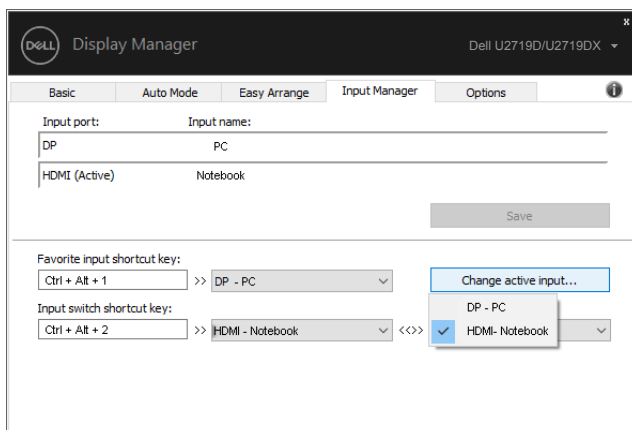 x
DELL Display Manager Dell U2719D/U2719DX
Basic Auto Mode Easy Arrange Input Manager Options i
Input port: Input name:
DP PC
HDMI (Active) Notebook
Save
Favorite input shortcut key:
Ctrl + Alt + 1 >> DP - PC Change active input...
Input switch shortcut key:
DP - PC
Ctrl + Alt + 2 >> HDMI - Notebook <<>> HDMI- Notebook